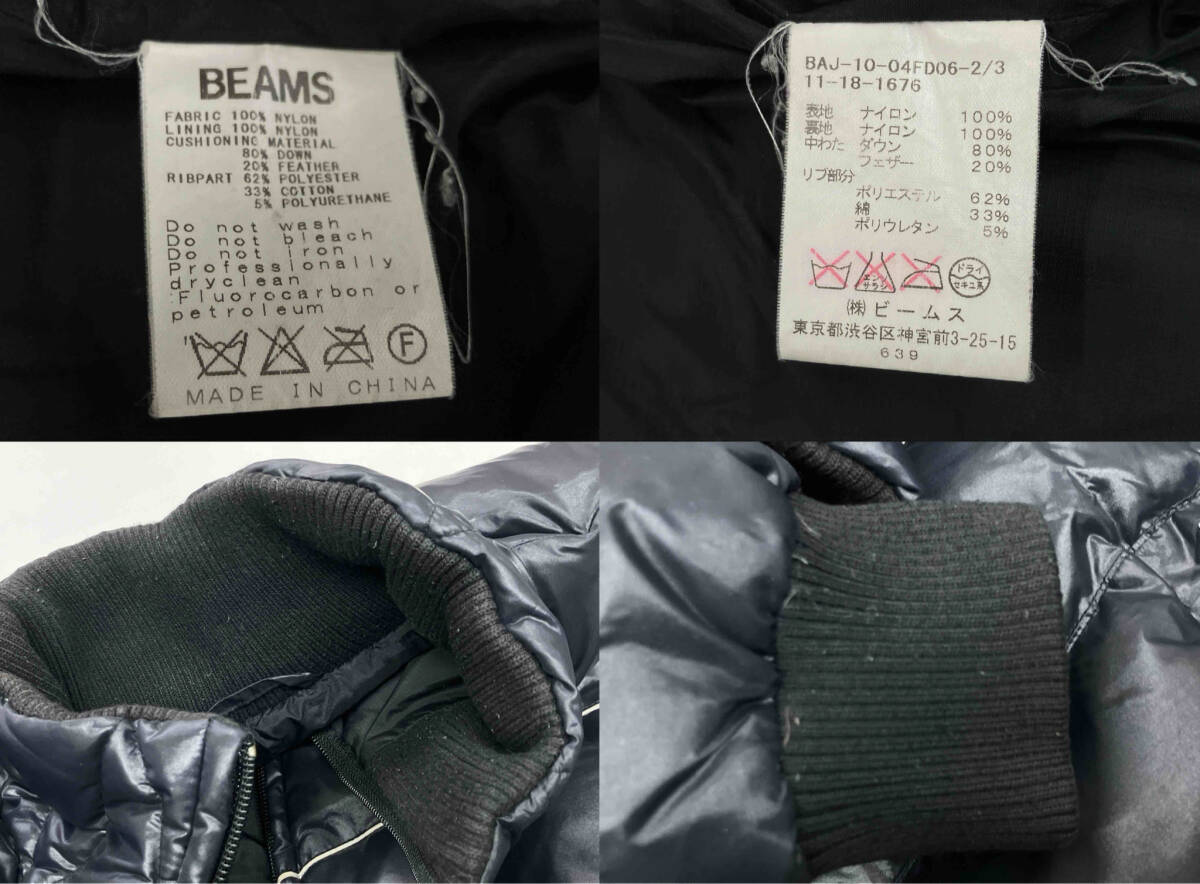 BEAMS
FABRIC 100% NYLON
LINING 100% NYLON
CUSHIONING MATERIAL
80% DOWN
20% FEATHER
RIBPART 62% POLYESTER
33% COTTON
5% POLYURETHANE
Do not wash
Do not bleach
Do not iron
Professionally
dryclean
:Fluorocarbon or
petroleum
F
MADE IN CHINA
BAJ-10-04FD06-2/3
11-18-1676
表地 ナイロン 100%
裏地 ナイロン 100%
中わた ダウン 80%
フェザー 20%
リブ部分
ポリエステル 62%
綿 33%
ポリウレタン 5%
エンソ
サラシ
ドライ
セキユ系
(株)ビームス
東京都渋谷区神宮前3-25-15
639